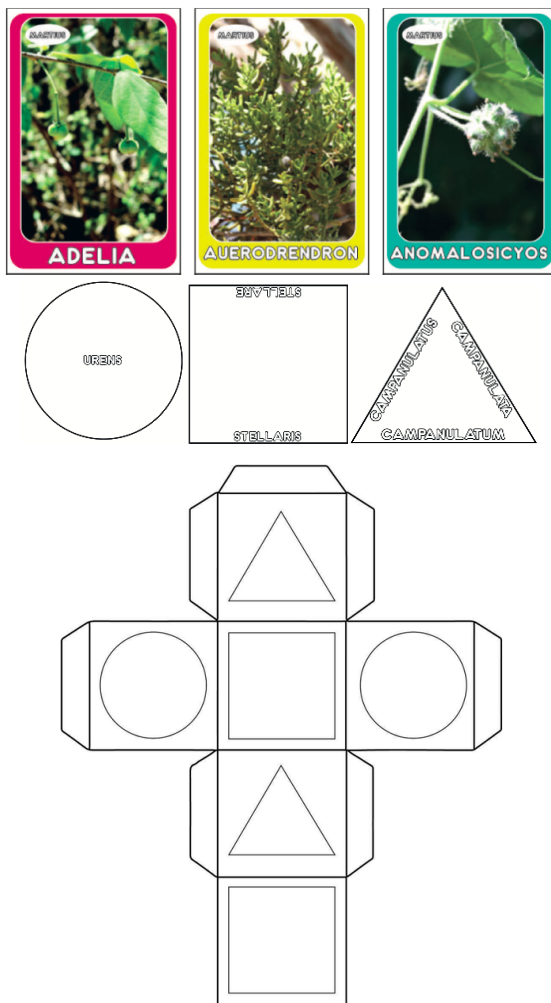 MARTIUS
ADELIA
MARTIUS
AUERODRENDRON
MARTIUS
ANOMALOSICYOS
URENS
STELLARE
STELLARIS
CAMPANULATUS
CAMPANULATA
CAMPANULATUM